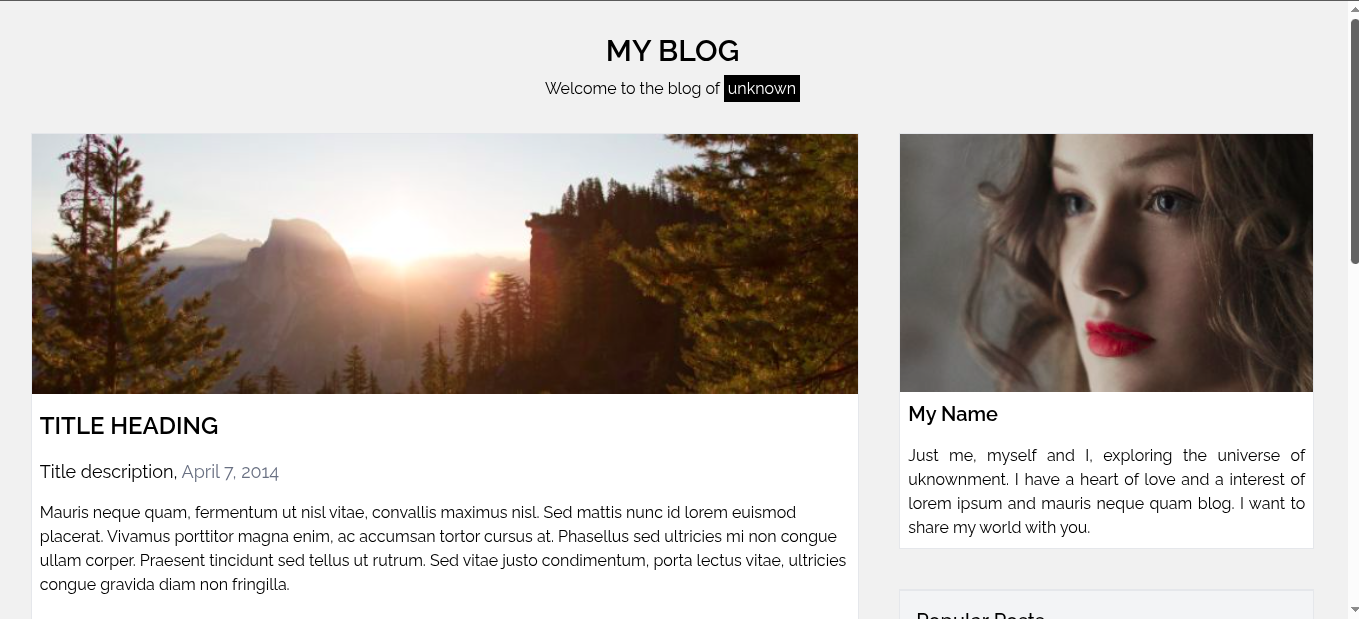 MY BLOG
Welcome to the blog of unknown
TITLE HEADING
Title description, April 7, 2014
Mauris neque quam, fermentum ut nisl vitae, convallis maximus nisl. Sed mattis nunc id lorem euismod
placerat. Vivamus porttitor magna enim, ac accumsan tortor cursus at. Phasellus sed ultricies mi non congue
ullam corper. Praesent tincidunt sed tellus ut rutrum. Sed vitae justo condimentum, porta lectus vitae, ultricies
congue gravida diam non fringilla.
My Name
Just me, myself and I, exploring the universe of
uknownment. I have a heart of love and a interest of
lorem ipsum and mauris neque quam blog. I want to
share my world with you.
Popular Posts